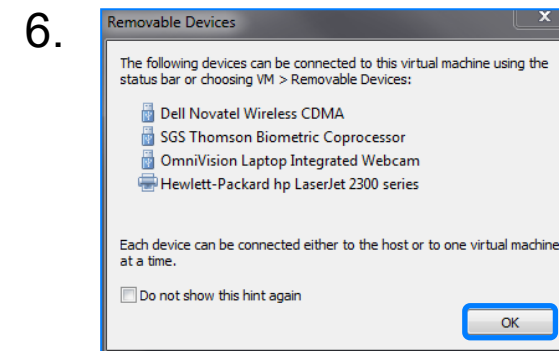 6.
Removable Devices
x
The following devices can be connected to this virtual machine using the
status bar or choosing VM > Removable Devices:
Dell Novatel Wireless CDMA
SGS Thomson Biometric Coprocessor
OmniVision Laptop Integrated Webcam
Hewlett-Packard hp LaserJet 2300 series
Each device can be connected either to the host or to one virtual machine
at a time.
Do not show this hint again
OK